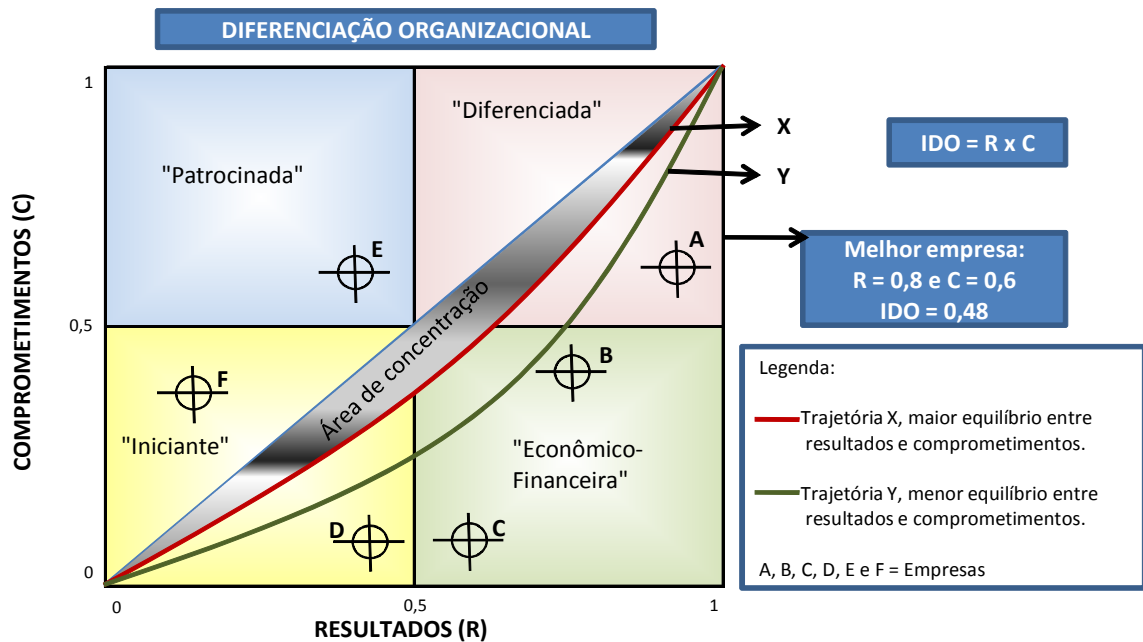 DIFERENCIAÇÃO ORGANIZACIONAL
1
"Diferenciada"
X
IDO = R x C
"Patrocinada"
Y
E
A
Melhor empresa:
R = 0,8 e C = 0,6
IDO = 0,48
COMPROMETIMENTOS (C)
Área de concentração
0,5
B
F
Legenda:
"Iniciante"
"Econômico-
Financeira"
Trajetória X, maior equilíbrio entre
resultados e comprometimentos.
Trajetória Y, menor equilíbrio entre
resultados e comprometimentos.
D
C
A, B, C, D, E e F = Empresas
0
0
0,5
1
RESULTADOS (R)